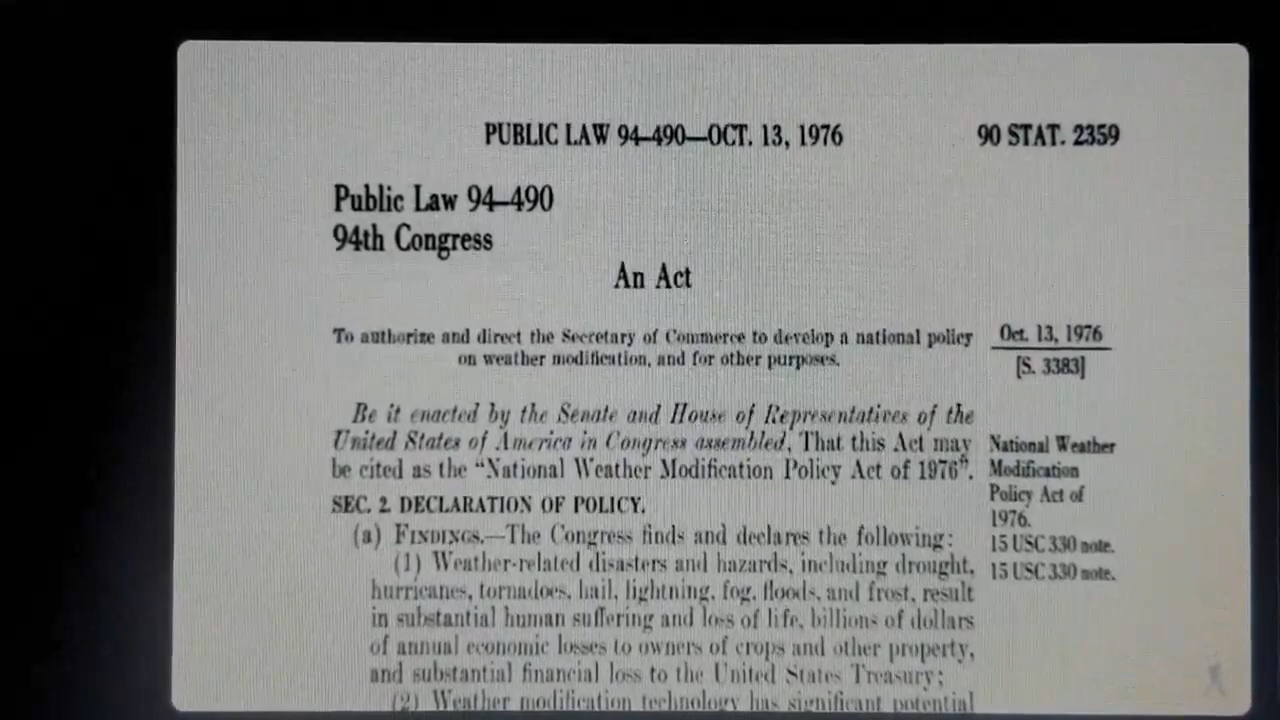 PUBLIC LAW 94–490—OCT. 13, 1976 90 STAT. 2359
Public Law 94–490
94th Congress
An Act
To authorize and direct the Secretary of Commerce to develop a national policy
on weather modification, and for other purposes.
Oct. 13, 1976
[S. 3383]
Be it enacted by the Senate and House of Representatives of the
United States of America in Congress assembled, That this Act may
be cited as the “National Weather Modification Policy Act of 1976”.
National Weather
Modification
Policy Act of
1976.
15 USC 330 note.
15 USC 330 note.
SEC. 2. DECLARATION OF POLICY.
(a) FINDINGS.—The Congress finds and declares the following:
(1) Weather-related disasters and hazards, including drought,
hurricanes, tornadoes, hail, lightning, fog, floods, and frost, result
in substantial human suffering and loss of life, billions of dollars
of annual economic losses to owners of crops and other property,
and substantial financial loss to the United States Treasury;
(2) Weather modification technology has significant potential